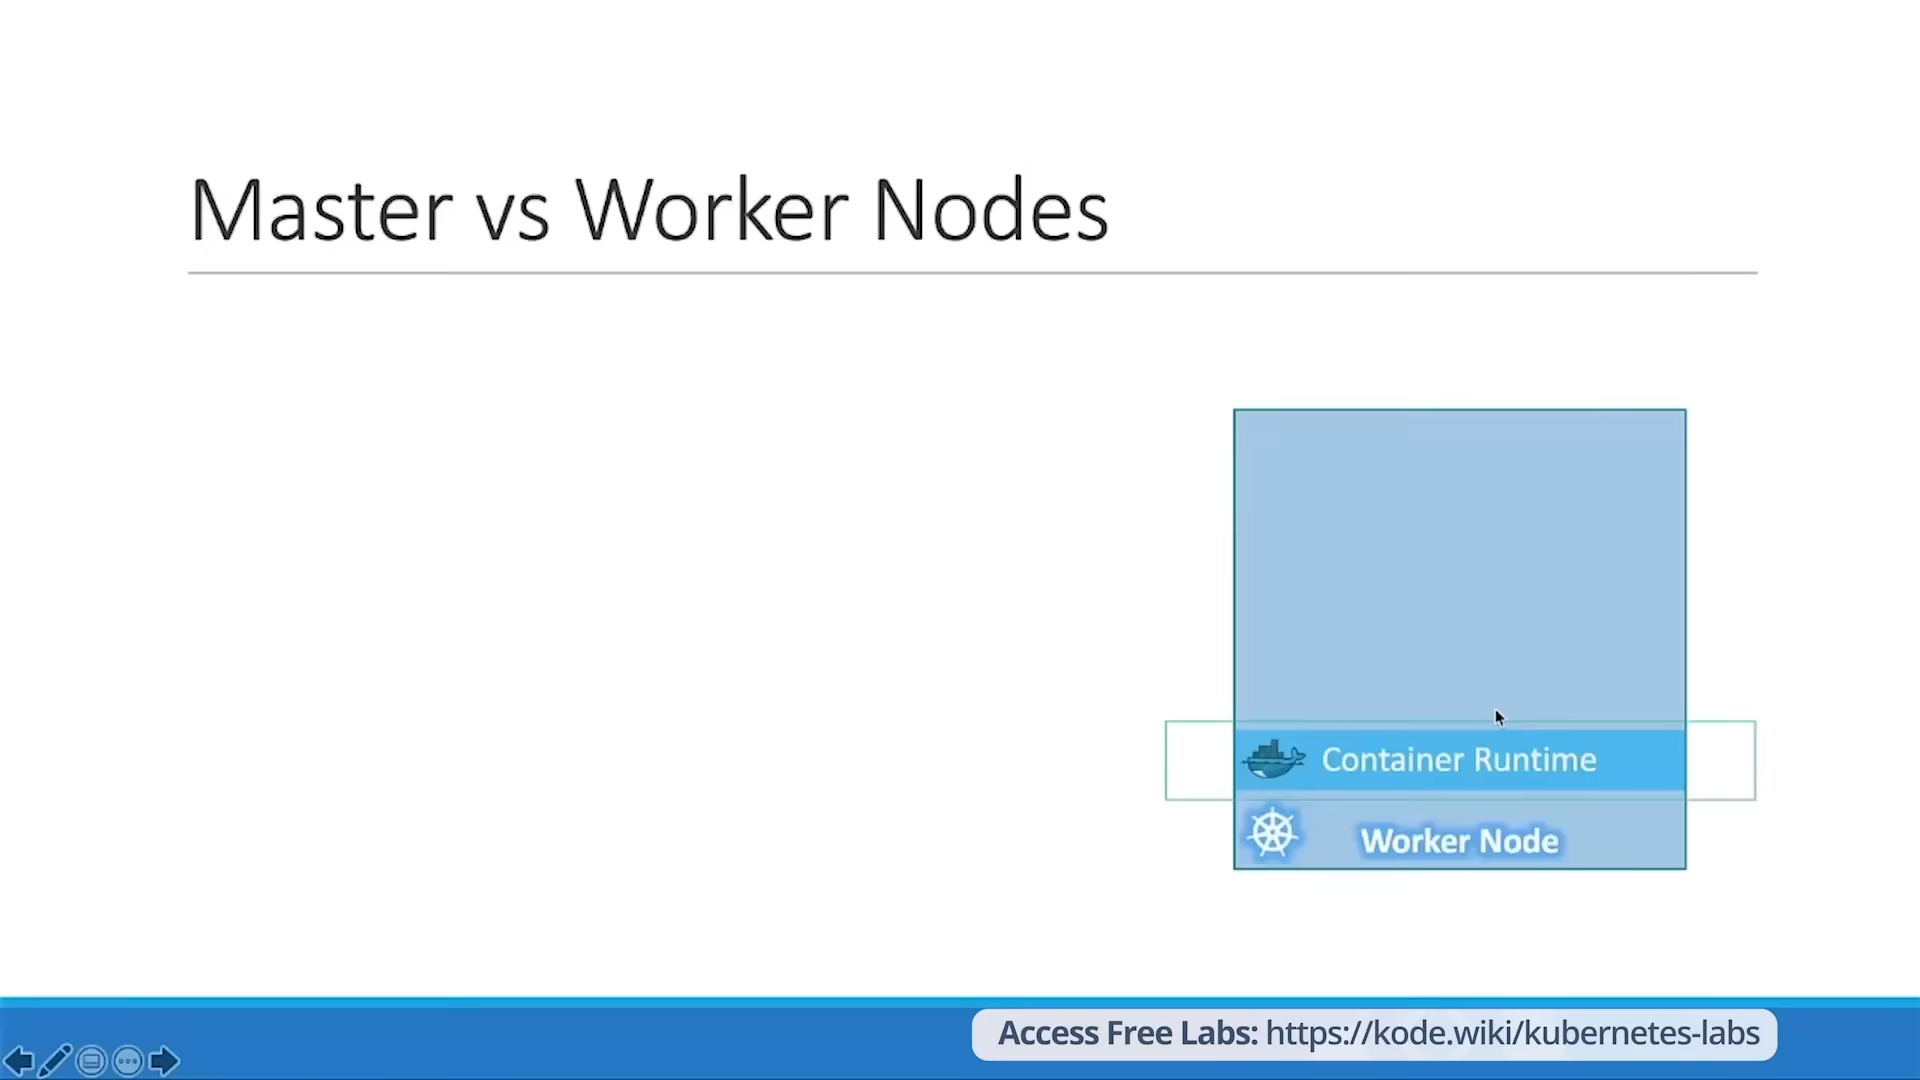 Master vs Worker Nodes
Container Runtime
Worker Node
Access Free Labs: https://kode.wiki/kubernetes-labs